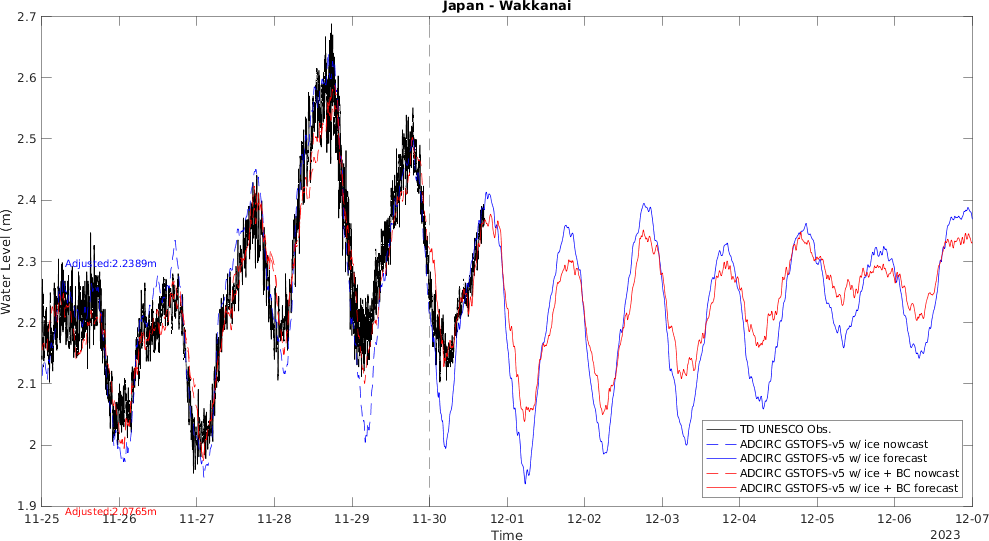 Japan - Wakkanai
2.7
2.6
2.5
2.4
2.3
2.2
2.1
2
1.9
Water Level (m)
Adjusted:2.2389m
Adjusted:2.0765m
TD UNESCO Obs.
ADCIRC GSTOFS-v5 w/ ice nowcast
ADCIRC GSTOFS-v5 w/ ice forecast
ADCIRC GSTOFS-v5 w/ ice + BC nowcast
ADCIRC GSTOFS-v5 w/ ice + BC forecast
11-25 11-26 11-27 11-28 11-29 11-30 12-01 12-02 12-03 12-04 12-05 12-06 12-07
Time
2023